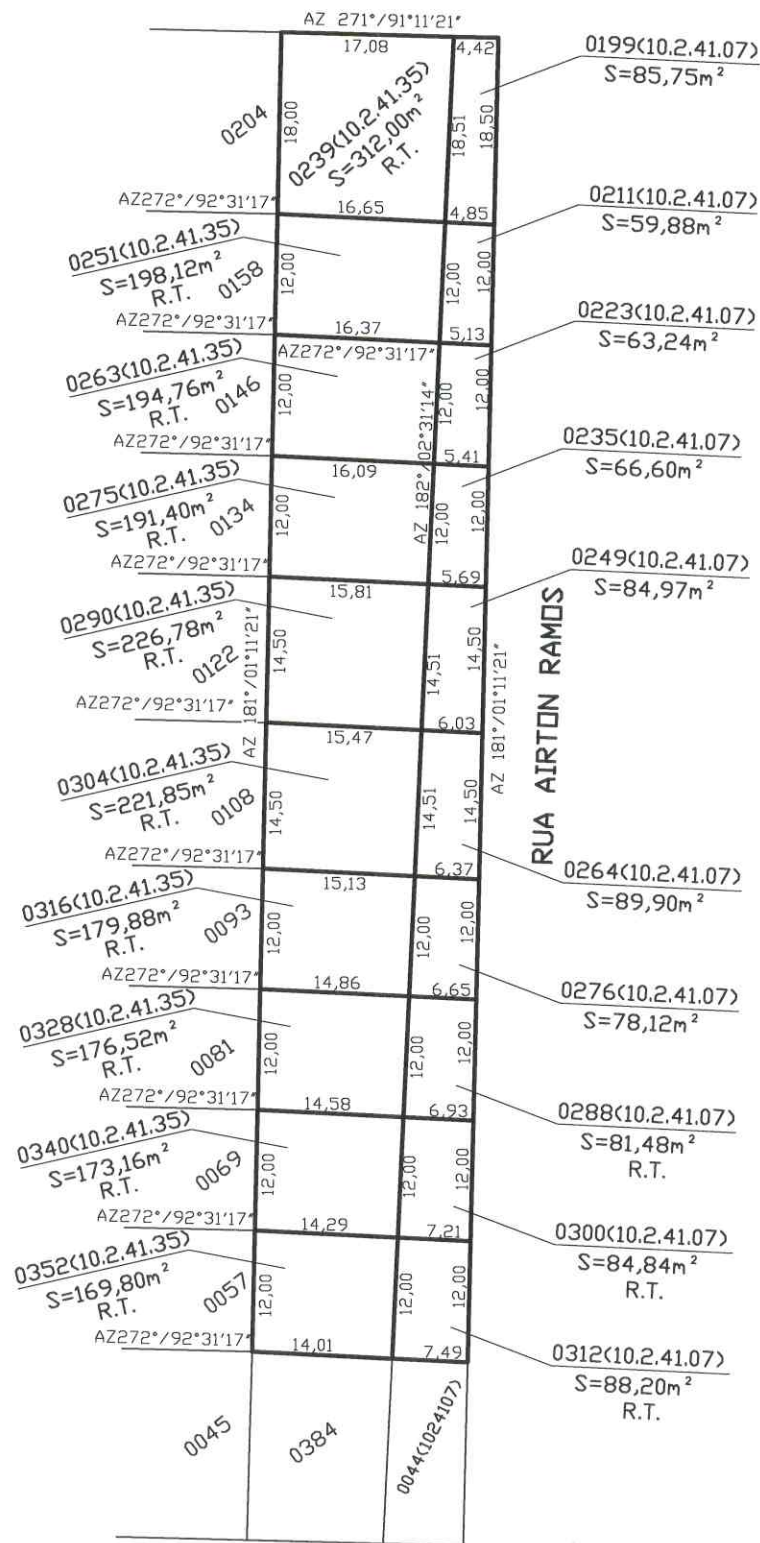 AZ 271°/91°11'21"
17,08
4,42
0199(10.2.41.07)
S=85,75m²
0204
18,00
0239(10.2.41.35)
S=312,00m²
R.T.
18,51
18,50
AZ272°/92°31'17"
16,65
4,85
0211(10.2.41.07)
S=59,88m²
0251(10.2.41.35)
S=198,12m²
R.T.
0158
12,00
12,00
12,00
AZ272°/92°31'17"
16,37
5,13
0223(10.2.41.07)
S=63,24m²
AZ272°/92°31'17"
0263(10.2.41.35)
S=194,76m²
R.T.
0146
12,00
12,00
12,00
AZ 182°/02°31'14"
AZ272°/92°31'17"
16,09
5,41
0235(10.2.41.07)
S=66,60m²
0275(10.2.41.35)
S=191,40m²
R.T.
0134
12,00
12,00
12,00
AZ272°/92°31'17"
15,81
5,69
0249(10.2.41.07)
S=84,97m²
0290(10.2.41.35)
S=226,78m²
R.T.
0122
AZ 181°/01°11'21"
14,50
14,51
14,50
AZ 181°/01°11'21"
RUA AIRTON RAMOS
AZ272°/92°31'17"
15,47
6,03
0304(10.2.41.35)
S=221,85m²
R.T.
0108
14,50
14,51
14,50
AZ272°/92°31'17"
15,13
6,37
0264(10.2.41.07)
S=89,90m²
0316(10.2.41.35)
S=179,88m²
R.T.
0093
12,00
12,00
12,00
AZ272°/92°31'17"
14,86
6,65
0276(10.2.41.07)
S=78,12m²
0328(10.2.41.35)
S=176,52m²
R.T.
0081
12,00
12,00
12,00
AZ272°/92°31'17"
14,58
6,93
0288(10.2.41.07)
S=81,48m²
R.T.
0340(10.2.41.35)
S=173,16m²
R.T.
0069
12,00
12,00
12,00
AZ272°/92°31'17"
14,29
7,21
0300(10.2.41.07)
S=84,84m²
R.T.
0352(10.2.41.35)
S=169,80m²
R.T.
0057
12,00
12,00
12,00
AZ272°/92°31'17"
14,01
7,49
0312(10.2.41.07)
S=88,20m²
R.T.
0045
0384
0044(1024107)